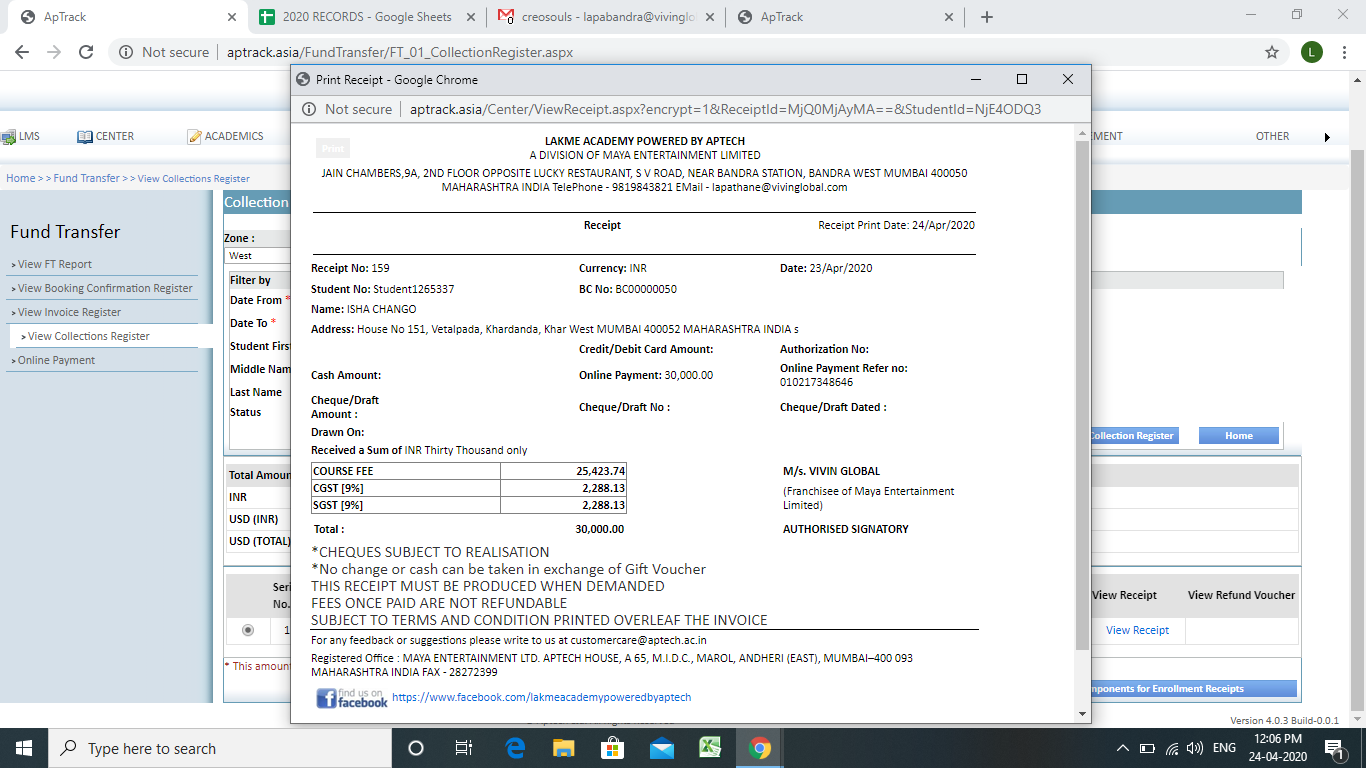 ApTrack
2020 RECORDS - Google Sheets
creosouls - lapabandra@vivinglo
ApTrack
Not secure
aptrack.asia/FundTransfer/FT_01_CollectionRegister.aspx
L
Print Receipt - Google Chrome
Not secure
aptrack.asia/Center/ViewReceipt.aspx?encrypt=1&ReceiptId=MjQ0MjAyMA==&StudentId=NjE4ODQ3
LMS
CENTER
ACADEMICS
EMENT
OTHER
Home > > Fund Transfer > > View Collections Register
Fund Transfer
> View FT Report
> View Booking Confirmation Register
> View Invoice Register
> View Collections Register
> Online Payment
Collection
Zone :
West
Filter by
Date From *
Date To *
Student Firs
Middle Nam
Last Name
Status
Collection Register
Home
Total Amoun
INR
USD (INR)
USD (TOTAL)
Seri
No.
1
View Receipt
View Refund Voucher
View Receipt
* This amount
mponents for Enrollment Receipts
Print
LAKME ACADEMY POWERED BY APTECH
A DIVISION OF MAYA ENTERTAINMENT LIMITED
JAIN CHAMBERS,9A, 2ND FLOOR OPPOSITE LUCKY RESTAURANT, S V ROAD, NEAR BANDRA STATION, BANDRA WEST MUMBAI 400050
MAHARASHTRA INDIA TelePhone - 9819843821 EMail - lapathane@vivinglobal.com
Receipt
Receipt Print Date: 24/Apr/2020
Receipt No: 159
Currency: INR
Date: 23/Apr/2020
Student No: Student1265337
BC No: BC00000050
Name: ISHA CHANGO
Address: House No 151, Vetalpada, Khardanda, Khar West MUMBAI 400052 MAHARASHTRA INDIA s
Credit/Debit Card Amount:
Authorization No:
Cash Amount:
Online Payment: 30,000.00
Online Payment Refer no:
010217348646
Cheque/Draft
Amount :
Cheque/Draft No :
Cheque/Draft Dated :
Drawn On:
Received a Sum of INR Thirty Thousand only
COURSE FEE 25,423.74
CGST [9%] 2,288.13
SGST [9%] 2,288.13
Total : 30,000.00
M/s. VIVIN GLOBAL
(Franchisee of Maya Entertainment
Limited)
AUTHORISED SIGNATORY
*CHEQUES SUBJECT TO REALISATION
*No change or cash can be taken in exchange of Gift Voucher
THIS RECEIPT MUST BE PRODUCED WHEN DEMANDED
FEES ONCE PAID ARE NOT REFUNDABLE
SUBJECT TO TERMS AND CONDITION PRINTED OVERLEAF THE INVOICE
For any feedback or suggestions please write to us at customercare@aptech.ac.in
Registered Office : MAYA ENTERTAINMENT LTD. APTECH HOUSE, A 65, M.I.D.C., MAROL, ANDHERI (EAST), MUMBAI–400 093
MAHARASHTRA INDIA FAX - 28272399
find us on
facebook
https://www.facebook.com/lakmeacademypoweredbyaptech
Version 4.0.3 Build-0.0.1
Type here to search
ENG
12:06 PM
24-04-2020
1